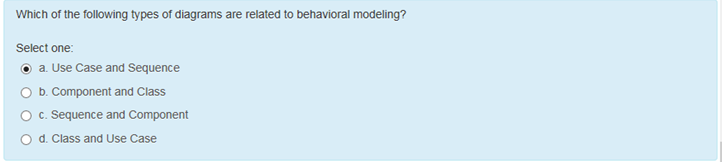 Which of the following types of diagrams are related to behavioral modeling?
Select one:
a. Use Case and Sequence
b. Component and Class
c. Sequence and Component
d. Class and Use Case